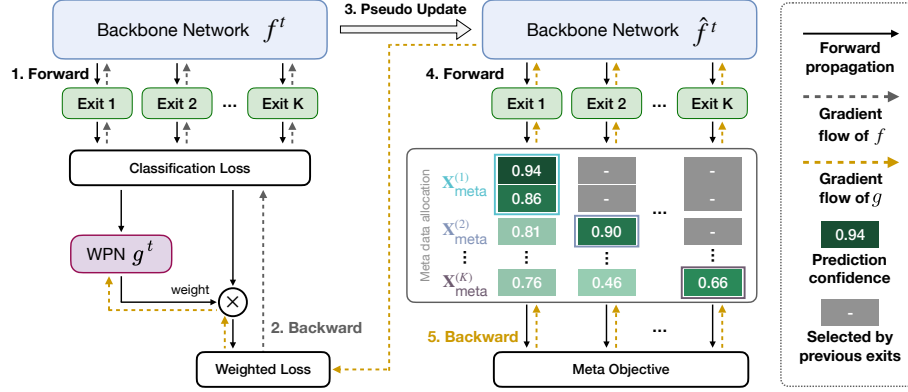 Backbone Network f^t
3. Pseudo Update
Backbone Network f̂^t
1. Forward
Exit 1
Exit 2
...
Exit K
Classification Loss
WPN g^t
weight
×
2. Backward
Weighted Loss
4. Forward
Exit 1
Exit 2
...
Exit K
Meta data allocation
X^(1)_meta
0.94
-
-
0.86
-
-
...
X^(2)_meta
0.81
0.90
-
⋮
⋮
⋮
X^(K)_meta
0.76
0.46
...
0.66
5. Backward
...
Meta Objective
Forward
propagation
Gradient
flow of f
Gradient
flow of g
0.94
Prediction
confidence
-
Selected by
previous exits